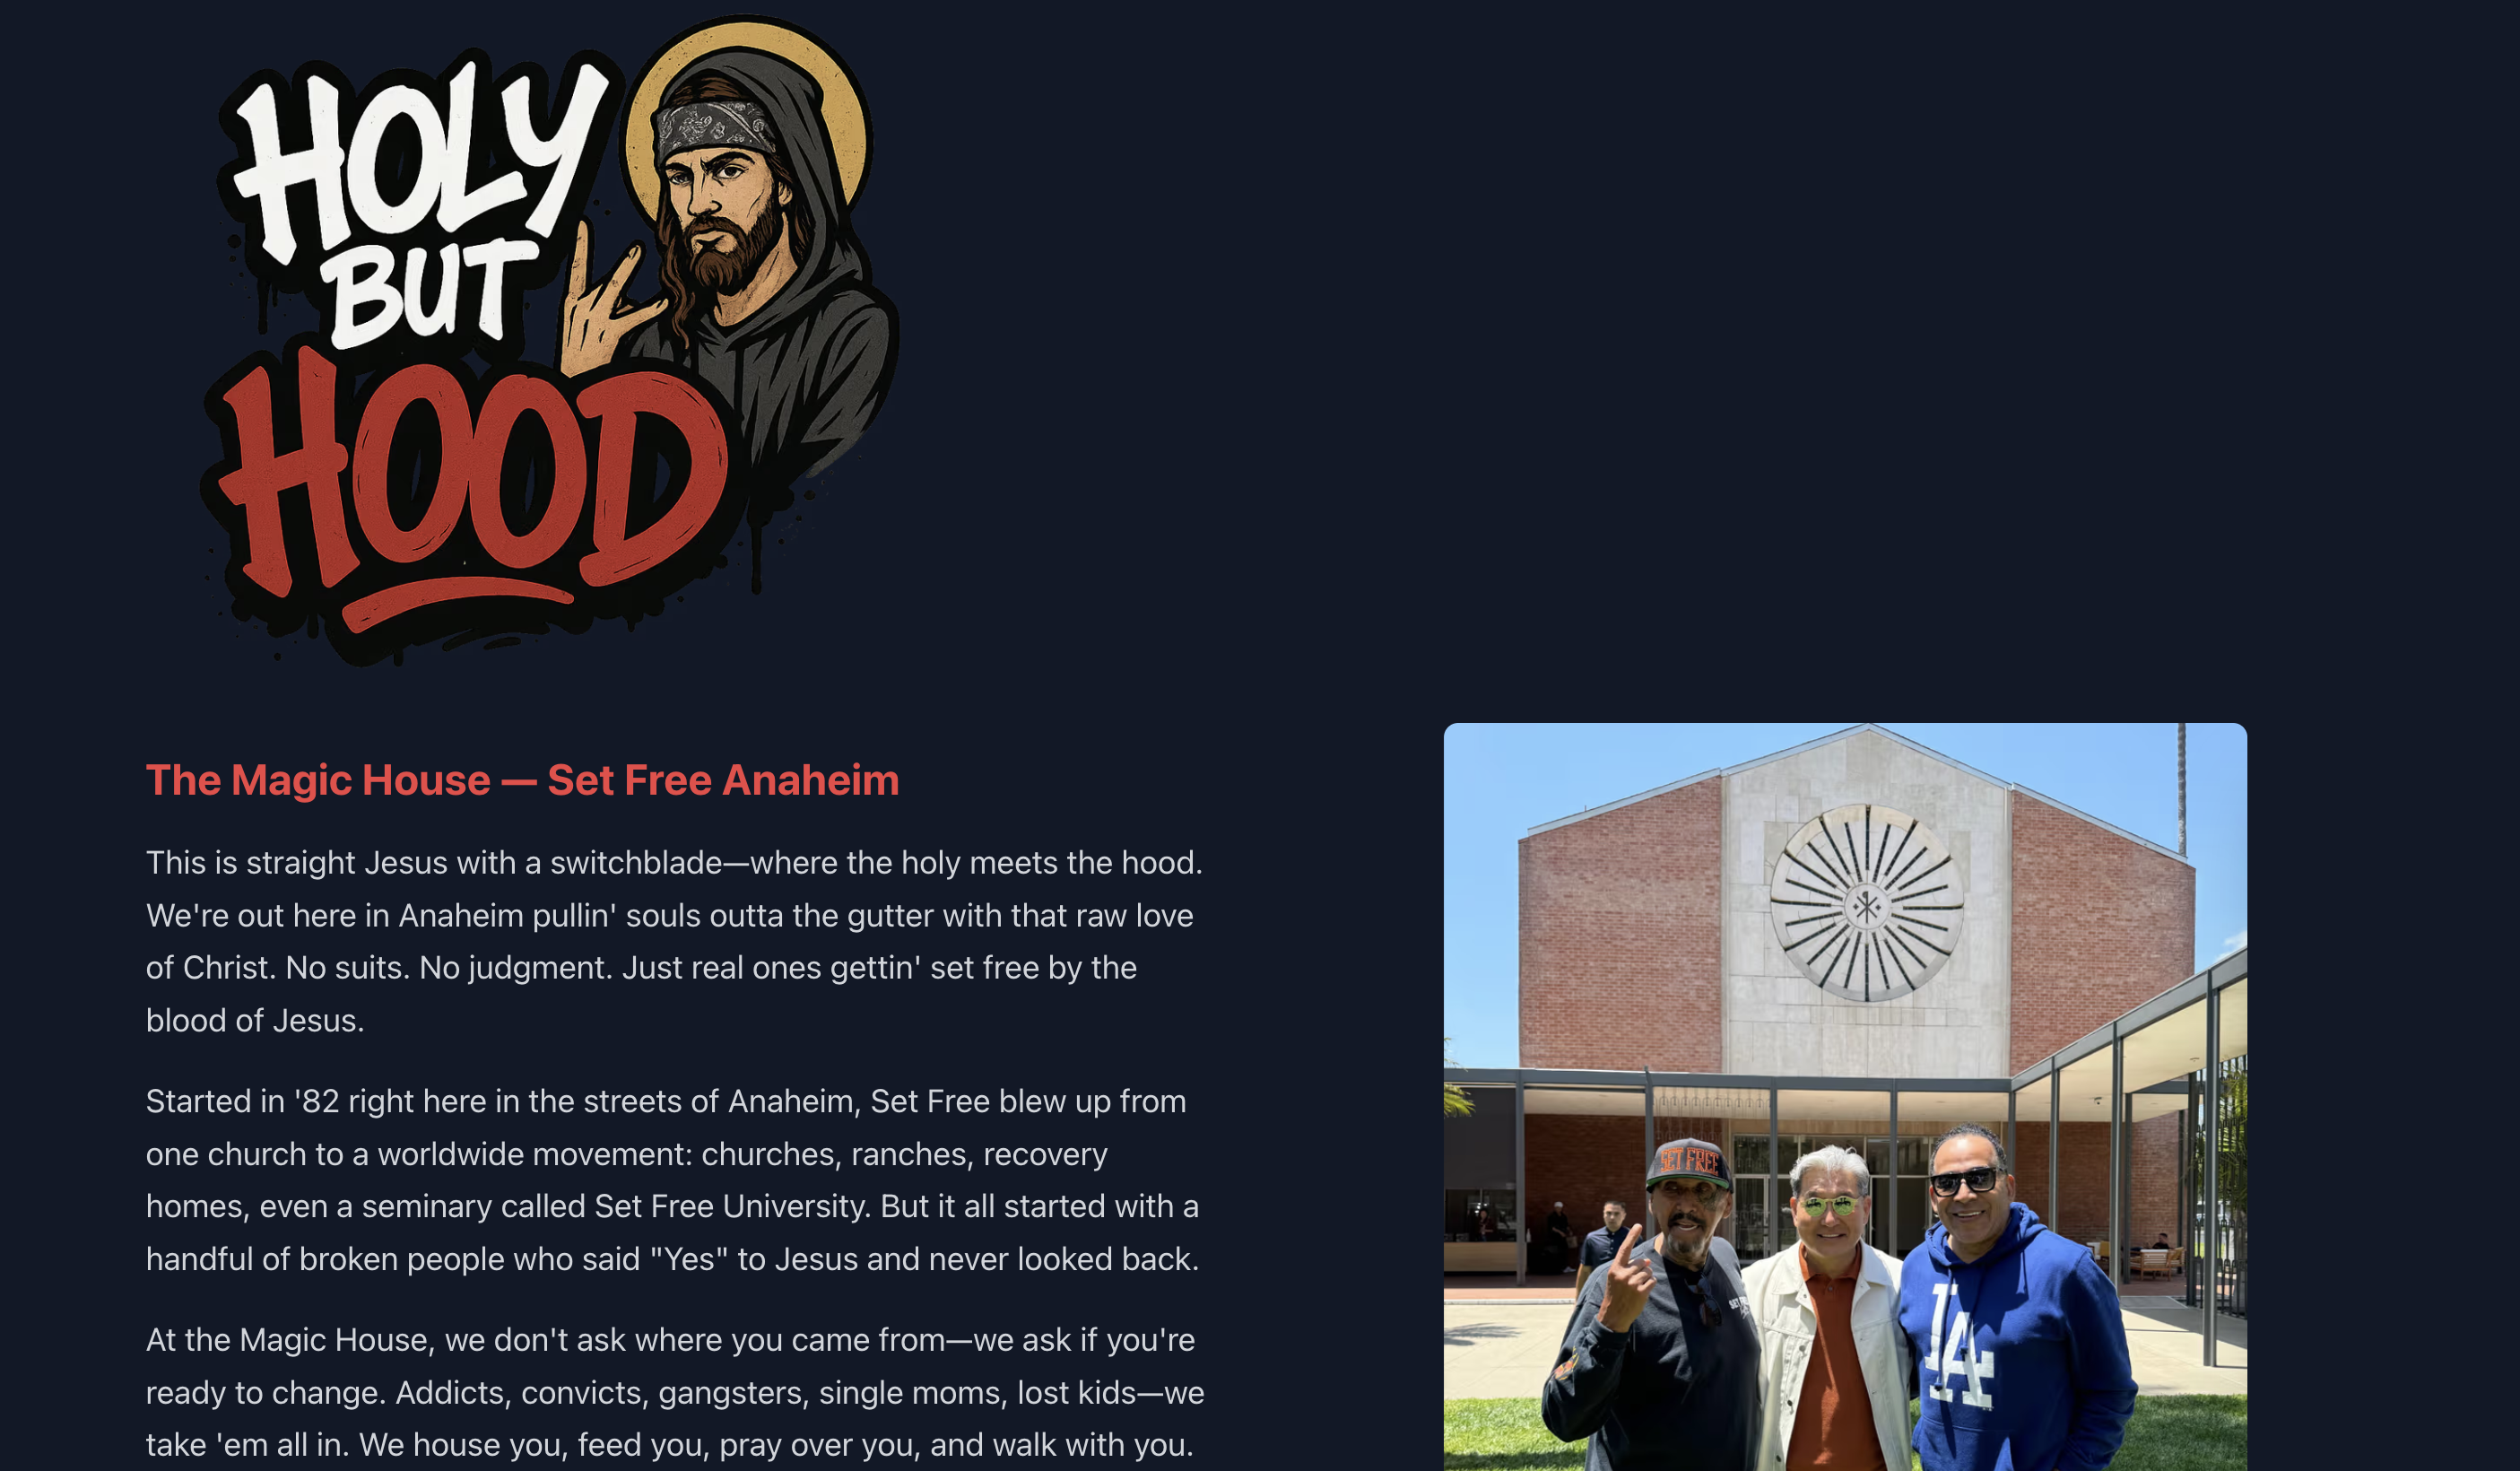 HOLY
BUT
HOOD
The Magic House — Set Free Anaheim
This is straight Jesus with a switchblade—where the holy meets the hood.
We're out here in Anaheim pullin' souls outta the gutter with that raw love
of Christ. No suits. No judgment. Just real ones gettin' set free by the
blood of Jesus.
Started in '82 right here in the streets of Anaheim, Set Free blew up from
one church to a worldwide movement: churches, ranches, recovery
homes, even a seminary called Set Free University. But it all started with a
handful of broken people who said "Yes" to Jesus and never looked back.
At the Magic House, we don't ask where you came from—we ask if you're
ready to change. Addicts, convicts, gangsters, single moms, lost kids—we
take 'em all in. We house you, feed you, pray over you, and walk with you.
SET FREE
LA